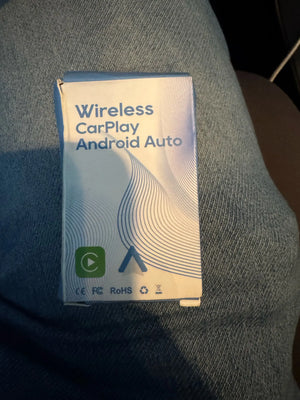 Wireless
CarPlay
Android Auto
CE FC RoHS